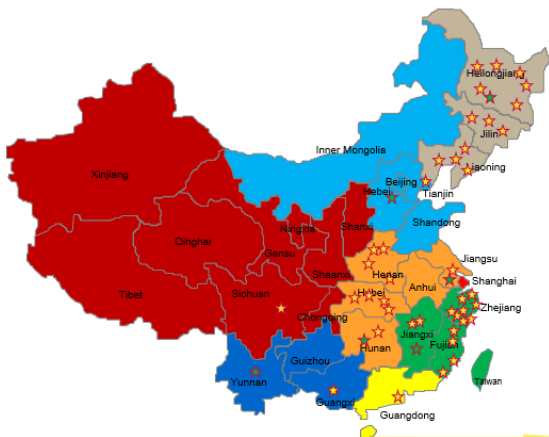 Heilongjiang
Jilin
Liaoning
Inner Mongolia
Beijing
Hebei
Tianjin
Xinjiang
Shandong
Ningxia
Shanxi
Qinghai
Gansu
Jiangsu
Shaanxi
Henan
Shanghai
Anhui
Tibet
Sichuan
Hubei
Chongqing
Zhejiang
Jiangxi
Hunan
Fujian
Guizhou
Yunnan
Taiwan
Guangxi
Guangdong